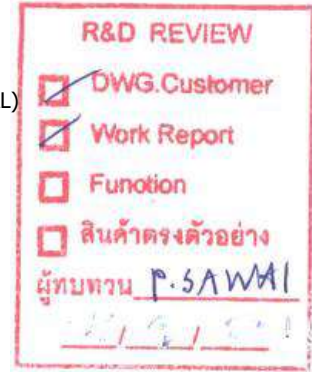 R&D REVIEW
L)
DWG.Customer
Work Report
Function
สินค้าตรงตัวอย่าง
ผู้ทบทวน P.SAWAI